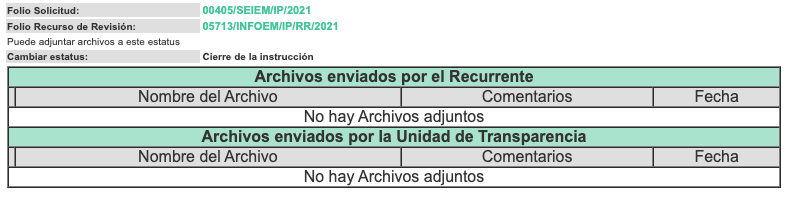 Folio Solicitud: 00405/SEIEM/IP/2021
Folio Recurso de Revisión: 05713/INFOEM/IP/RR/2021
Puede adjuntar archivos a este estatus
Cambiar estatus: Cierre de la instrucción
Archivos enviados por el Recurrente
Nombre del Archivo Comentarios Fecha
No hay Archivos adjuntos
Archivos enviados por la Unidad de Transparencia
Nombre del Archivo Comentarios Fecha
No hay Archivos adjuntos